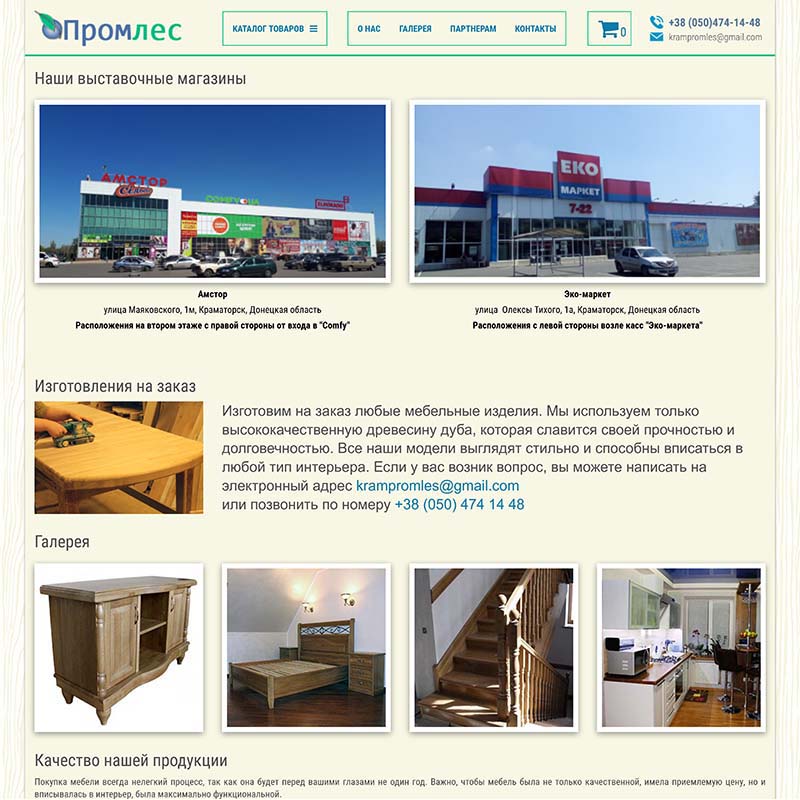 Промлес
КАТАЛОГ ТОВАРОВ
О НАС ГАЛЕРЕЯ ПАРТНЕРАМ КОНТАКТЫ
0
+38 (050)474-14-48
krampromles@gmail.com
Наши выставочные магазины
АМСТОР
COMFY
ELDORADO
ЕКО
МАРКЕТ
7-22
Амстор
улица Маяковского, 1м, Краматорск, Донецкая область
Расположения на втором этаже с правой стороны от входа в "Comfy"
Эко-маркет
улица Олексы Тихого, 1а, Краматорск, Донецкая область
Расположения с левой стороны возле касс "Эко-маркета"
Изготовления на заказ
Изготовим на заказ любые мебельные изделия. Мы используем только
высококачественную древесину дуба, которая славится своей прочностью и
долговечностью. Все наши модели выглядят стильно и способны вписаться в
любой тип интерьера. Если у вас возник вопрос, вы можете написать на
электронный адрес krampromles@gmail.com
или позвонить по номеру +38 (050) 474 14 48
Галерея
Качество нашей продукции
Покупка мебели всегда нелегкий процесс, так как она будет перед вашими глазами не один год. Важно, чтобы мебель была не только качественной, имела приемлемую цену, но и
вписывалась в интерьер, была максимально функциональной.